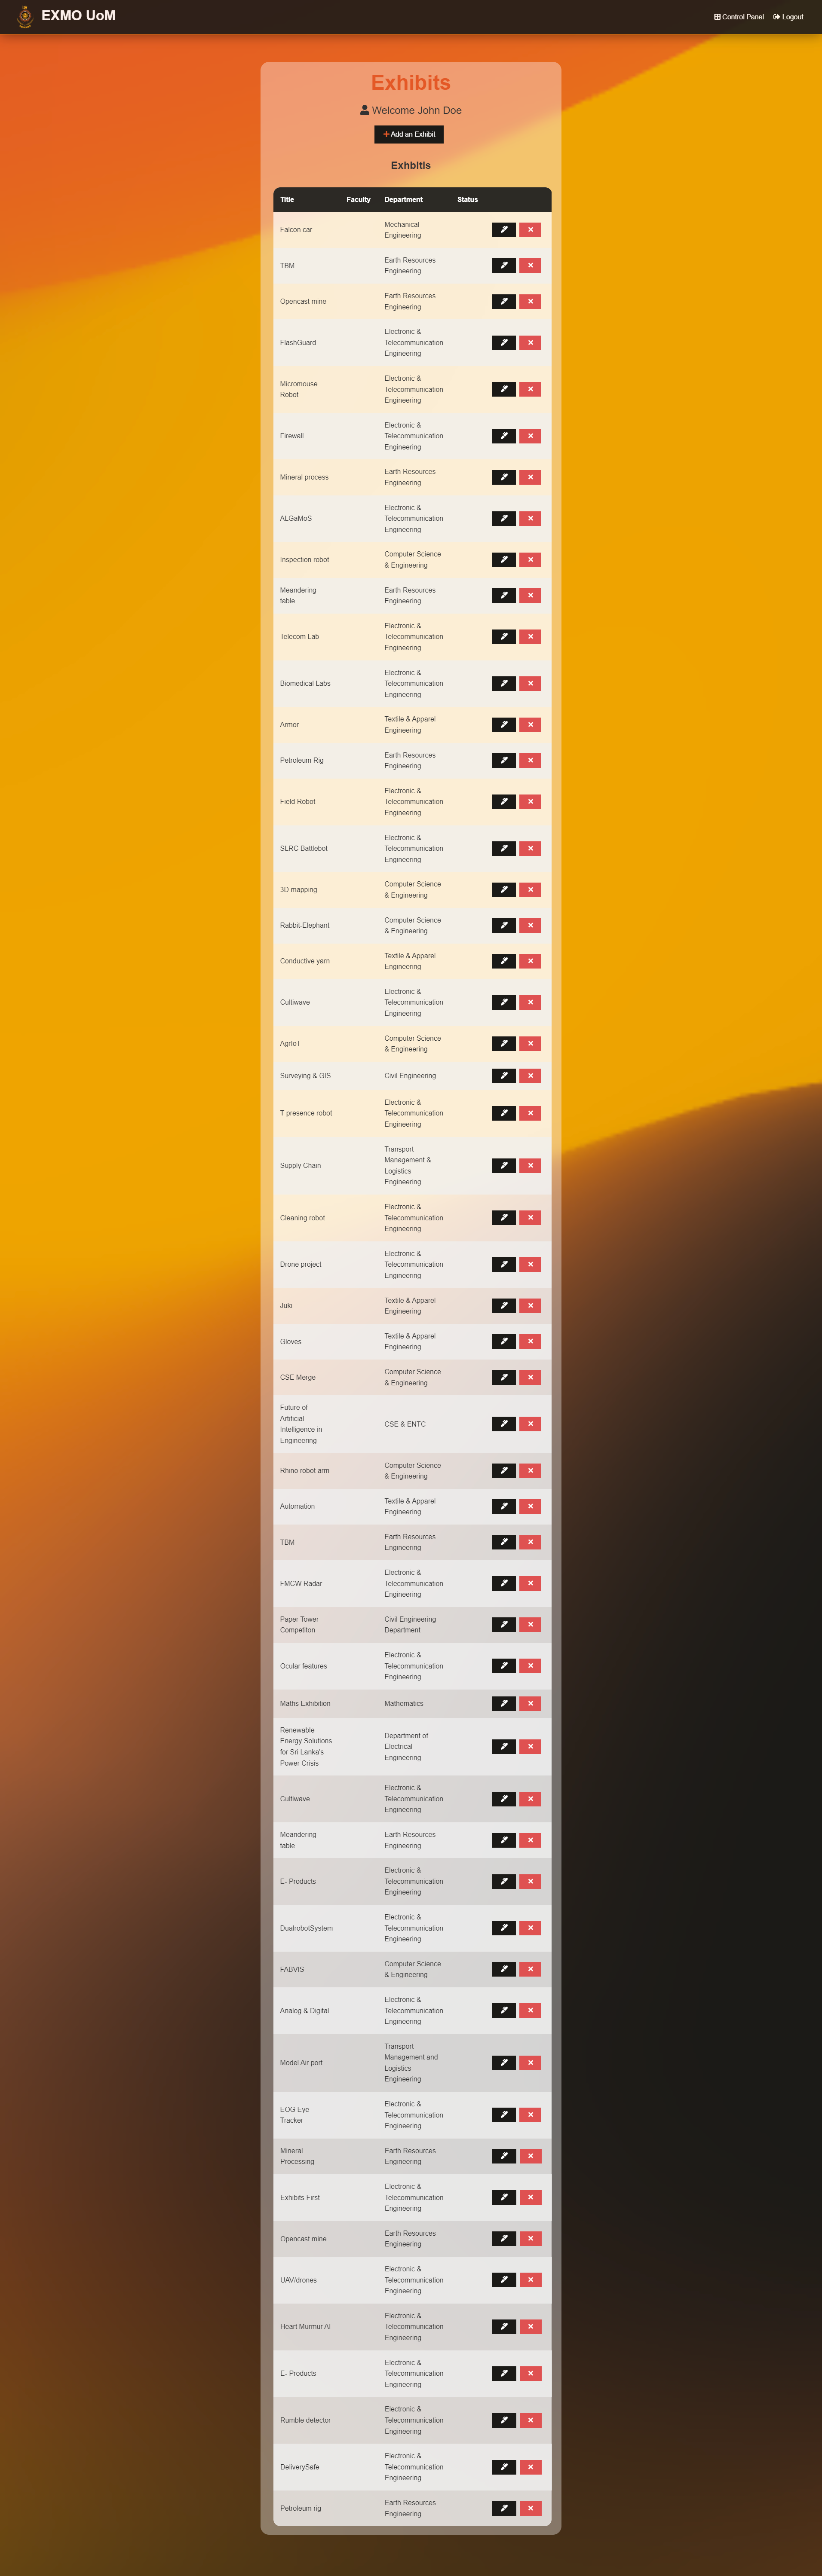 EXMO UoM
Control Panel Logout
Exhibits
Welcome John Doe
Add an Exhibit
Exhbitis
Title Faculty Department Status
Falcon car Mechanical
Engineering
TBM Earth Resources
Engineering
Opencast mine Earth Resources
Engineering
FlashGuard Electronic &
Telecommunication
Engineering
Micromouse
Robot Electronic &
Telecommunication
Engineering
Firewall Electronic &
Telecommunication
Engineering
Mineral process Earth Resources
Engineering
ALGaMoS Electronic &
Telecommunication
Engineering
Inspection robot Computer Science
& Engineering
Meandering
table Earth Resources
Engineering
Telecom Lab Electronic &
Telecommunication
Engineering
Biomedical Labs Electronic &
Telecommunication
Engineering
Armor Textile & Apparel
Engineering
Petroleum Rig Earth Resources
Engineering
Field Robot Electronic &
Telecommunication
Engineering
SLRC Battlebot Electronic &
Telecommunication
Engineering
3D mapping Computer Science
& Engineering
Rabbit-Elephant Computer Science
& Engineering
Conductive yarn Textile & Apparel
Engineering
Cultiwave Electronic &
Telecommunication
Engineering
AgrIoT Computer Science
& Engineering
Surveying & GIS Civil Engineering
T-presence robot Electronic &
Telecommunication
Engineering
Supply Chain Transport
Management &
Logistics
Engineering
Cleaning robot Electronic &
Telecommunication
Engineering
Drone project Electronic &
Telecommunication
Engineering
Juki Textile & Apparel
Engineering
Gloves Textile & Apparel
Engineering
CSE Merge Computer Science
& Engineering
Future of
Artificial
Intelligence in
Engineering CSE & ENTC
Rhino robot arm Computer Science
& Engineering
Automation Textile & Apparel
Engineering
TBM Earth Resources
Engineering
FMCW Radar Electronic &
Telecommunication
Engineering
Paper Tower
Competiton Civil Engineering
Department
Ocular features Electronic &
Telecommunication
Engineering
Maths Exhibition Mathematics
Renewable
Energy Solutions
for Sri Lanka's
Power Crisis Department of
Electrical
Engineering
Cultiwave Electronic &
Telecommunication
Engineering
Meandering
table Earth Resources
Engineering
E- Products Electronic &
Telecommunication
Engineering
DualrobotSystem Electronic &
Telecommunication
Engineering
FABVIS Computer Science
& Engineering
Analog & Digital Electronic &
Telecommunication
Engineering
Model Air port Transport
Management and
Logistics
Engineering
EOG Eye
Tracker Electronic &
Telecommunication
Engineering
Mineral
Processing Earth Resources
Engineering
Exhibits First Electronic &
Telecommunication
Engineering
Opencast mine Earth Resources
Engineering
UAV/drones Electronic &
Telecommunication
Engineering
Heart Murmur AI Electronic &
Telecommunication
Engineering
E- Products Electronic &
Telecommunication
Engineering
Rumble detector Electronic &
Telecommunication
Engineering
DeliverySafe Electronic &
Telecommunication
Engineering
Petroleum rig Earth Resources
Engineering